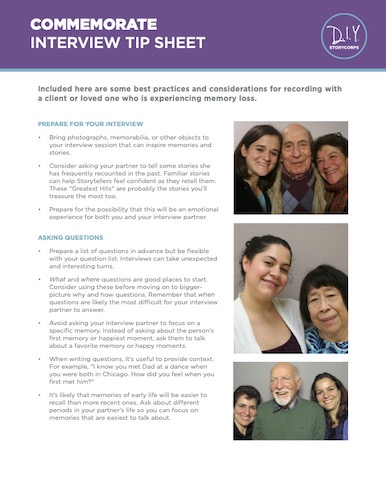 COMMEMORATE
INTERVIEW TIP SHEET
D.I.Y.
STORYCORPS
Included here are some best practices and considerations for recording with
a client or loved one who is experiencing memory loss.
PREPARE FOR YOUR INTERVIEW
• Bring photographs, memorabilia, or other objects to
your interview session that can inspire memories and
stories.
• Consider asking your partner to tell some stories she
has frequently recounted in the past. Familiar stories
can help Storytellers feel confident as they retell them.
These "Greatest Hits" are probably the stories you'll
treasure the most too.
• Prepare for the possibility that this will be an emotional
experience for both you and your interview partner.
ASKING QUESTIONS
• Prepare a list of questions in advance but be flexible
with your question list. Interviews can take unexpected
and interesting turns.
• What and where questions are good places to start.
Consider using these before moving on to bigger-
picture why and how questions. Remember that when
questions are likely the most difficult for your interview
partner to answer.
• Avoid asking your interview partner to focus on a
specific memory. Instead of asking about the person's
first memory or happiest moment, ask them to talk
about a favorite memory or happy moments.
• When writing questions, it's useful to provide context.
For example, "I know you met Dad at a dance when
you were both in Chicago. How did you feel when you
first met him?"
• It's likely that memories of early life will be easier to
recall than more recent ones. Ask about different
periods in your partner's life so you can focus on
memories that are easiest to talk about.